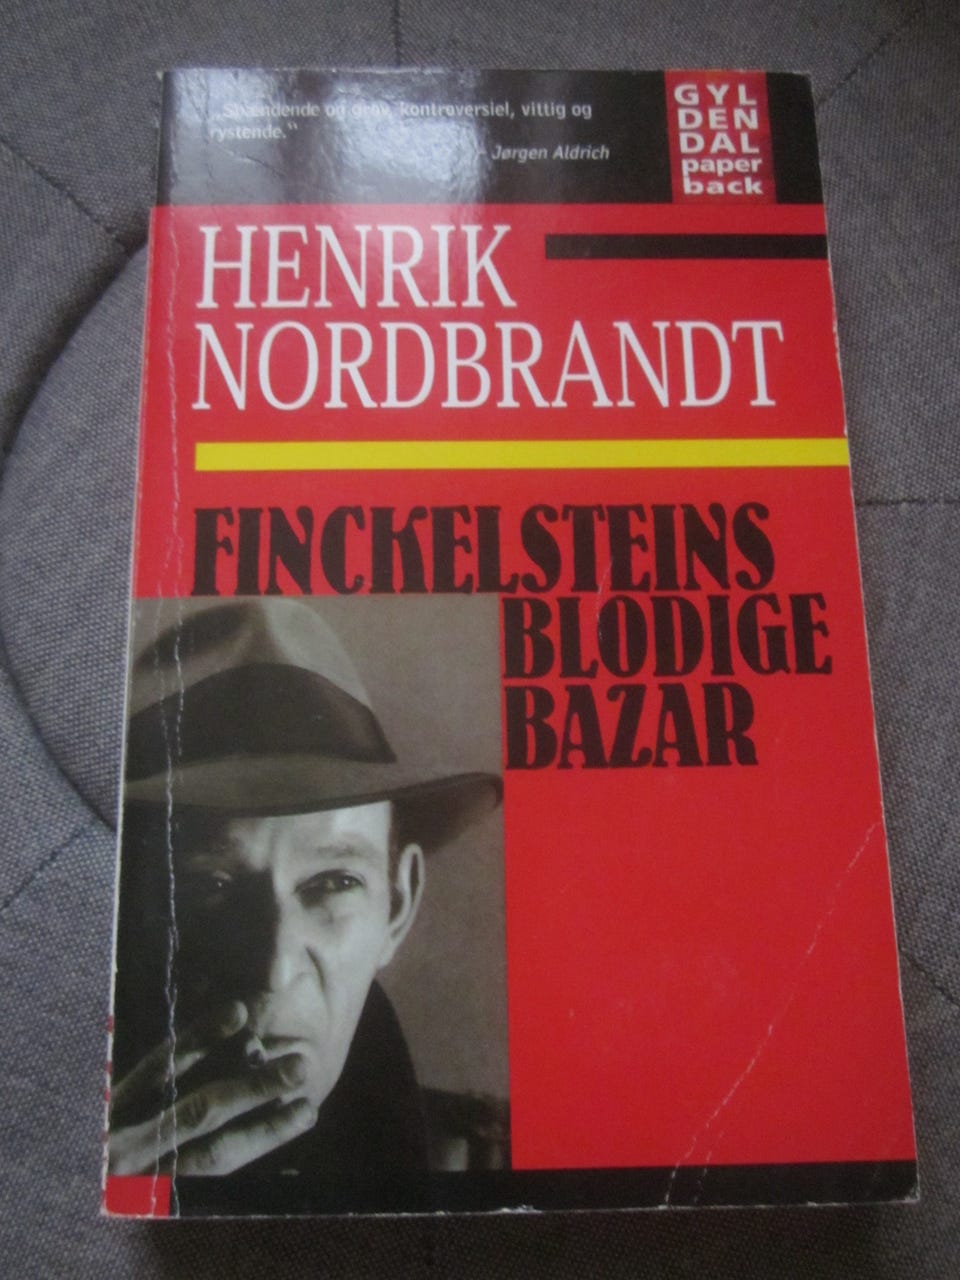 „Spændende og grov, kontroversiel, vittig og
rystende.“
- Jørgen Aldrich
GYL
DEN
DAL
paper
back
HENRIK
NORDBRANDT
FINCKELSTEINS
BLODIGE
BAZAR